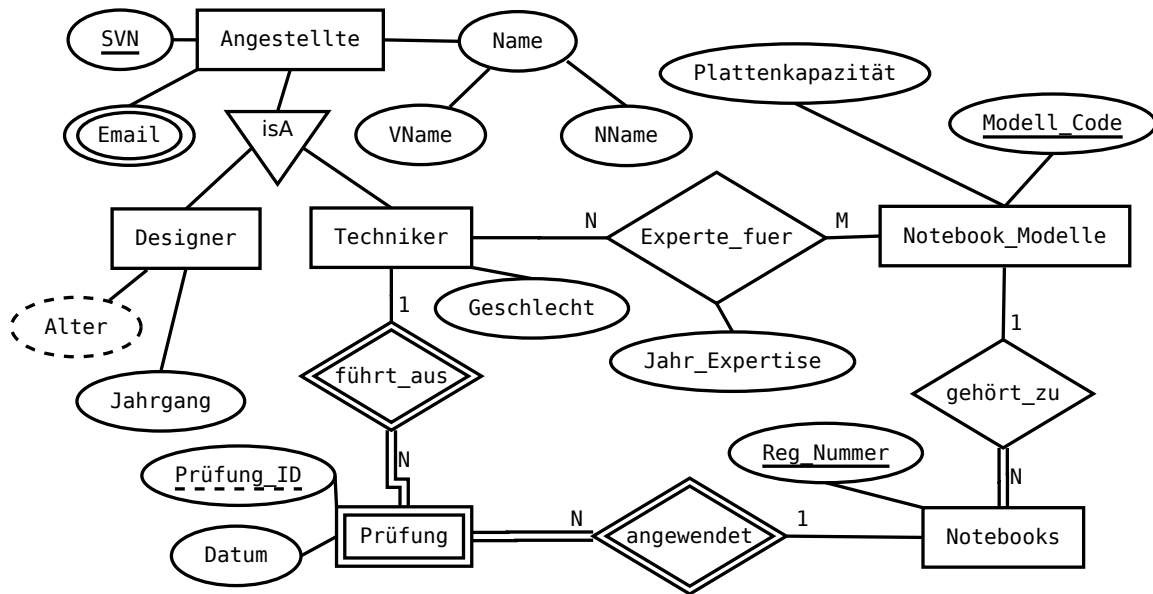 SVN
Angestellte
Name
Plattenkapazität
Modell_Code
Email
isA
VName
NName
Designer
Techniker
N
Experte_fuer
M
Notebook_Modelle
Alter
1
Geschlecht
1
Jahrgang
führt_aus
Jahr_Expertise
gehört_zu
Prüfung_ID
N
Reg_Nummer
N
Datum
Prüfung
N
angewendet
1
Notebooks